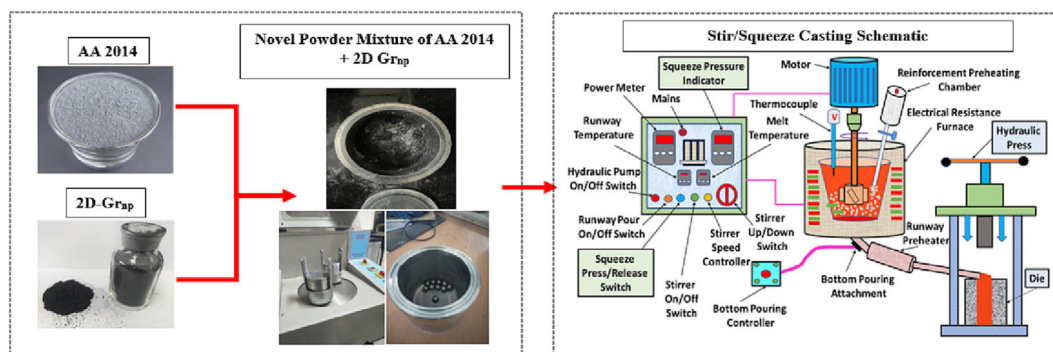 AA 2014
2D-Grnp
Novel Powder Mixture of AA 2014
+ 2D Grnp
Stir/Squeeze Casting Schematic
Squeeze Pressure
Indicator
Motor
Reinforcement Preheating
Chamber
Power Meter
Mains
Thermocouple
Melt
Temperature
Electrical Resistance
Furnace
Runway
Temperature
Hydraulic
Press
V
Hydraulic Pump
On/Off Switch
Runway Pour
On/Off Switch
Stirrer
Speed
Controller
Stirrer
Up/Down
Switch
Runway
Preheater
Squeeze
Press/Release
Switch
Stirrer
On/Off
Switch
Bottom Pouring
Controller
Bottom Pouring
Attachment
Die